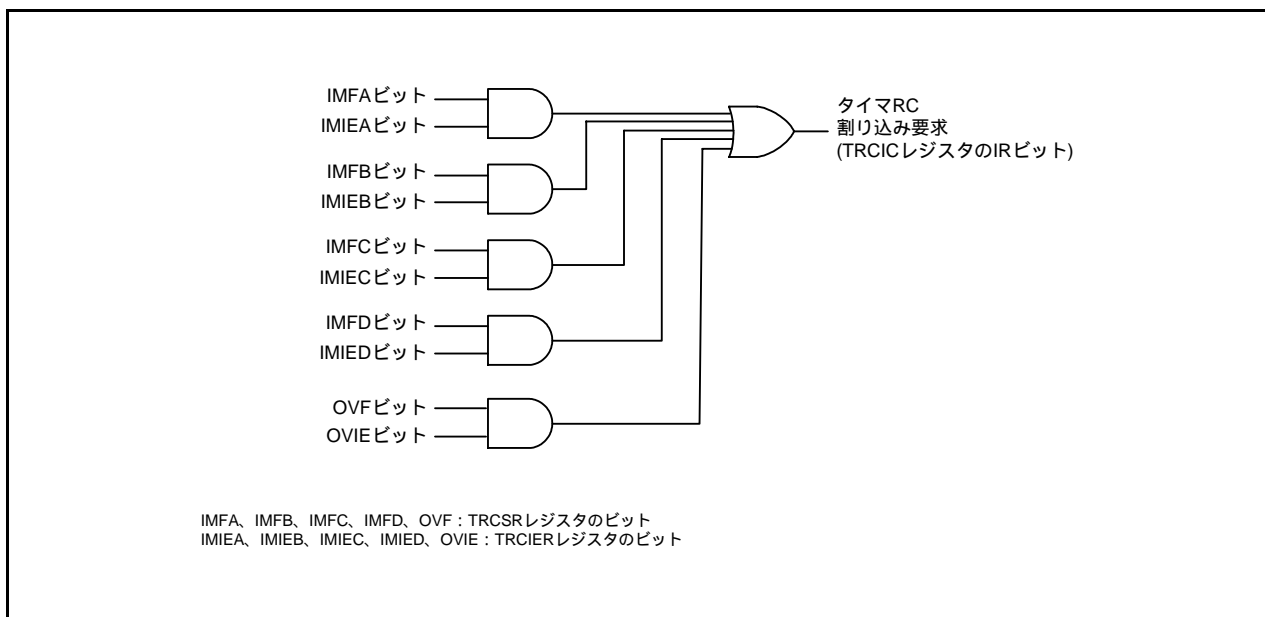 IMFAビット
IMIEAビット
IMFBビット
IMIEBビット
IMFCビット
IMIECビット
IMFDビット
IMIEDビット
OVFビット
OVIEビット
タイマRC
割り込み要求
(TRCICレジスタのIRビット)
IMFA、IMFB、IMFC、IMFD、OVF：TRCSRレジスタのビット
IMIEA、IMIEB、IMIEC、IMIED、OVIE：TRCIERレジスタのビット